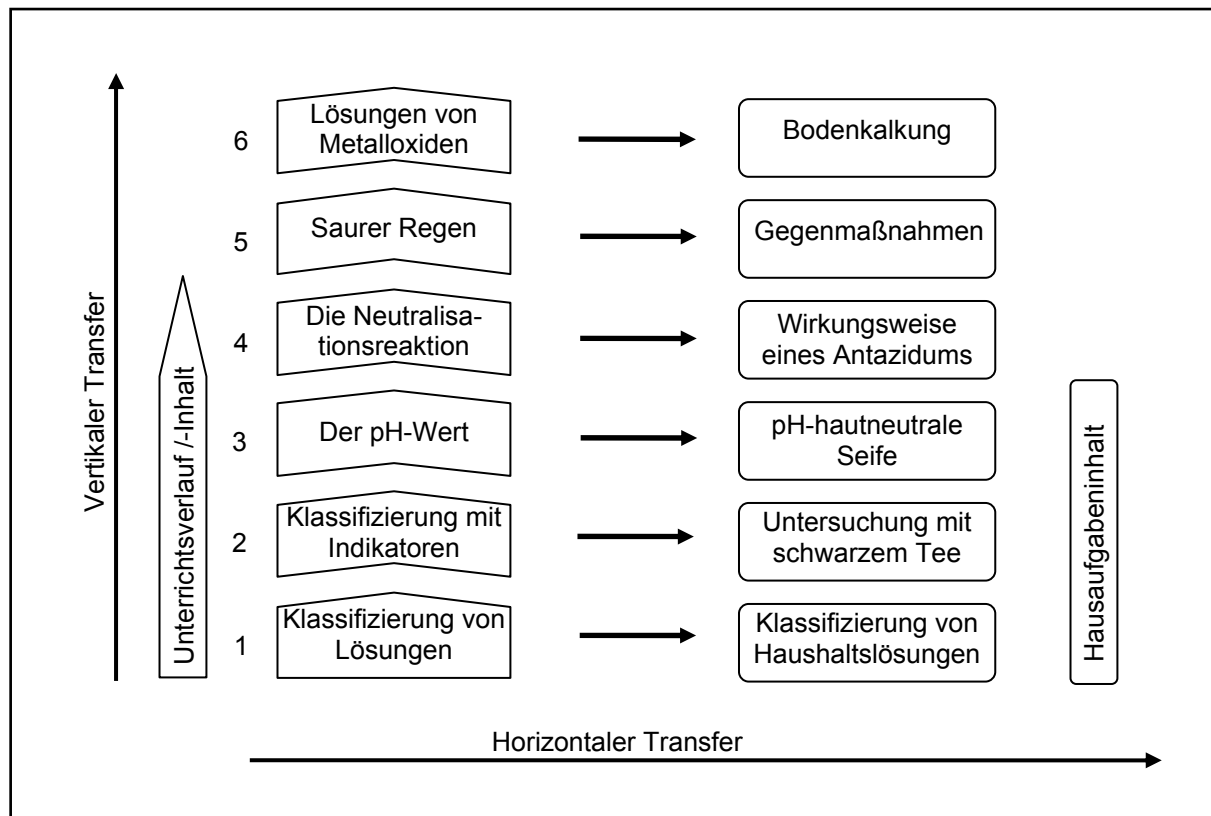 Vertikaler Transfer
Unterrichtsverlauf /-Inhalt
6
Lösungen von
Metalloxiden
Bodenkalkung
5
Saurer Regen
Gegenmaßnahmen
4
Die Neutralisa-
tionsreaktion
Wirkungsweise
eines Antazidums
3
Der pH-Wert
pH-hautneutrale
Seife
2
Klassifizierung mit
Indikatoren
Untersuchung mit
schwarzem Tee
1
Klassifizierung von
Lösungen
Klassifizierung von
Haushaltslösungen
Hausaufgabeninhalt
Horizontaler Transfer